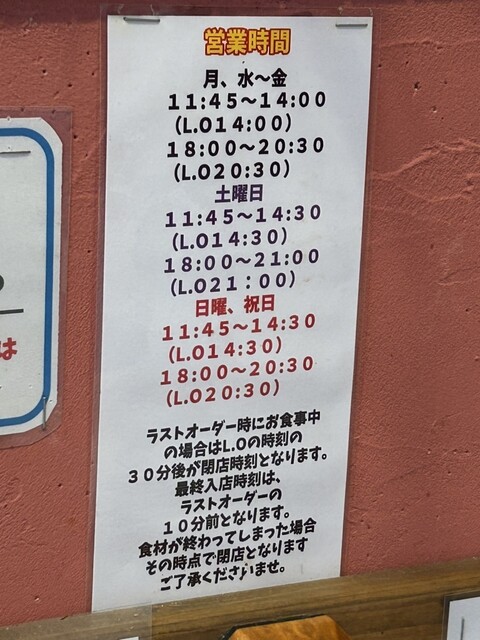 営業時間
月、水～金
11:45～14:00
(L.O14:00)
18:00～20:30
(L.O20:30)
土曜日
11:45～14:30
(L.O14:30)
18:00～21:00
(L.O21：00)
日曜、祝日
11:45～14:30
(L.O14:30)
18:00～20:30
(L.O20:30)
ラストオーダー時にお食事中
の場合はL.Oの時刻の
30分後が閉店時刻となります。
最終入店時刻は、
ラストオーダーの
10分前となります。
食材が終わってしまった場合
その時点で閉店となります
ご了承くださいませ。
は